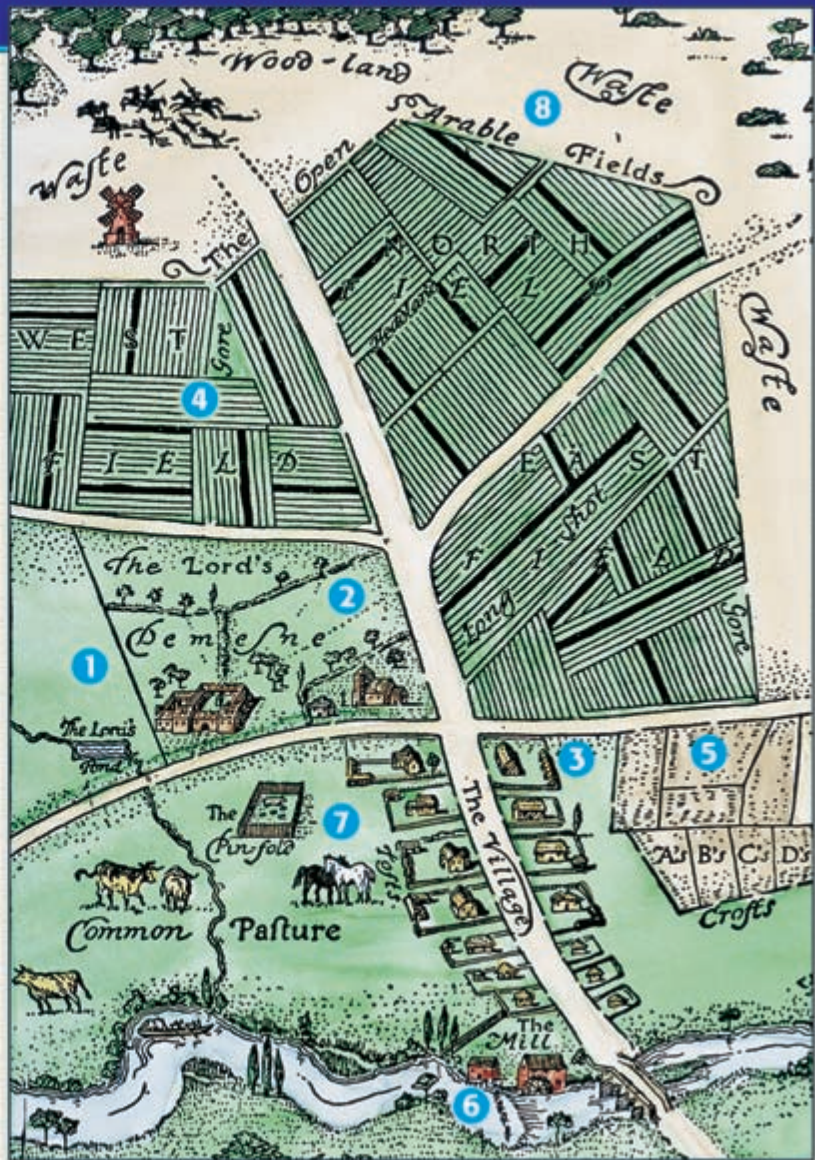 Wood-land
Waſte
8
Waſte
The Open Arable Fields
NORTH
FIELD
Headland
Waſte
WEST
Gore
4
FIELD
EAST
FIELD
Long Shot
Gore
The Lord's
Demeſne
2
1
The Lord's
Pond
3
5
The
Pin-fold
7
Tofts
The Village
A's B's C's D's
Crofts
Common Paſture
The
Mill
6